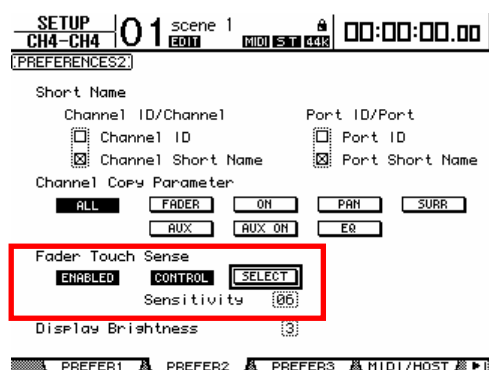 SETUP
CH4-CH4
01 scene 1
EDIT MIDI ST 44K
00:00:00.00
PREFERENCES2
Short Name
Channel ID/Channel Port ID/Port
Channel ID Port ID
Channel Short Name Port Short Name
Channel Copy Parameter
ALL FADER ON PAN SURR
AUX AUX ON EQ
Fader Touch Sense
ENABLED CONTROL SELECT
Sensitivity 06
Display Brightness 3
PREFER1 PREFER2 PREFER3 MIDI/HOST